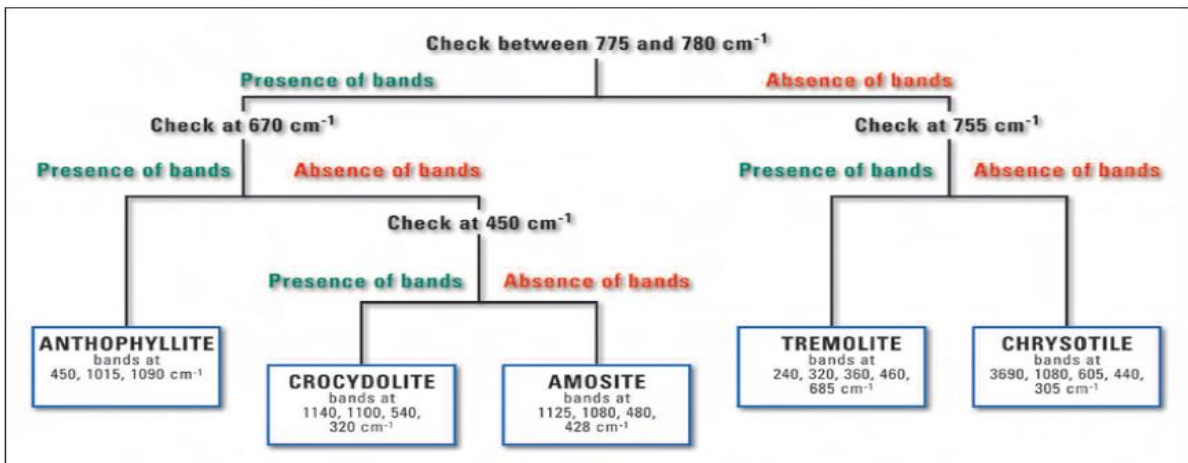 Check between 775 and 780 cm⁻¹
Presence of bands
Absence of bands
Check at 670 cm⁻¹
Check at 755 cm⁻¹
Presence of bands
Absence of bands
Presence of bands
Absence of bands
Check at 450 cm⁻¹
Presence of bands
Absence of bands
ANTHOPHYLLITE
bands at
450, 1015, 1090 cm⁻¹
CROCYDOLITE
bands at
1140, 1100, 540,
320 cm⁻¹
AMOSITE
bands at
1125, 1080, 480,
428 cm⁻¹
TREMOLITE
bands at
240, 320, 360, 460,
685 cm⁻¹
CHRYSOTILE
bands at
3690, 1080, 605, 440,
305 cm⁻¹